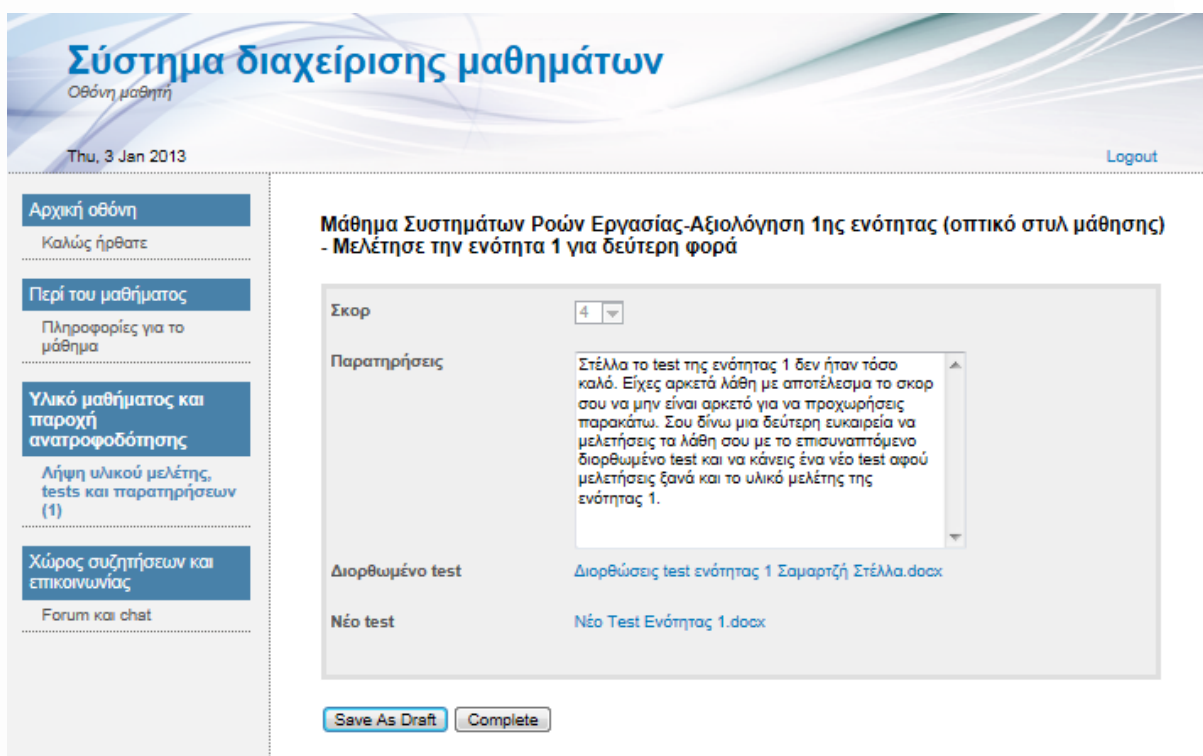 Σύστημα διαχείρισης μαθημάτων
Οθόνη μαθητή
Thu, 3 Jan 2013
Logout
Αρχική οθόνη
Καλώς ήρθατε
Περί του μαθήματος
Πληροφορίες για το
μάθημα
Υλικό μαθήματος και
παροχή
ανατροφοδότησης
Λήψη υλικού μελέτης,
tests και παρατηρήσεων
(1)
Χώρος συζητήσεων και
επικοινωνίας
Forum και chat
Μάθημα Συστημάτων Ροών Εργασίας-Αξιολόγηση 1ης ενότητας (οπτικό στυλ μάθησης)
- Μελέτησε την ενότητα 1 για δεύτερη φορά
Σκορ
4
Παρατηρήσεις
Στέλλα το test της ενότητας 1 δεν ήταν τόσο
καλό. Είχες αρκετά λάθη με αποτέλεσμα το σκορ
σου να μην είναι αρκετό για να προχωρήσεις
παρακάτω. Σου δίνω μια δεύτερη ευκαιρεία να
μελετήσεις τα λάθη σου με το επισυναπτόμενο
διορθωμένο test και να κάνεις ένα νέο test αφού
μελετήσεις ξανά και το υλικό μελέτης της
ενότητας 1.
Διορθωμένο test
Διορθώσεις test ενότητας 1 Σαμαρτζή Στέλλα.docx
Νέο test
Νέο Test Ενότητας 1.docx
Save As Draft
Complete